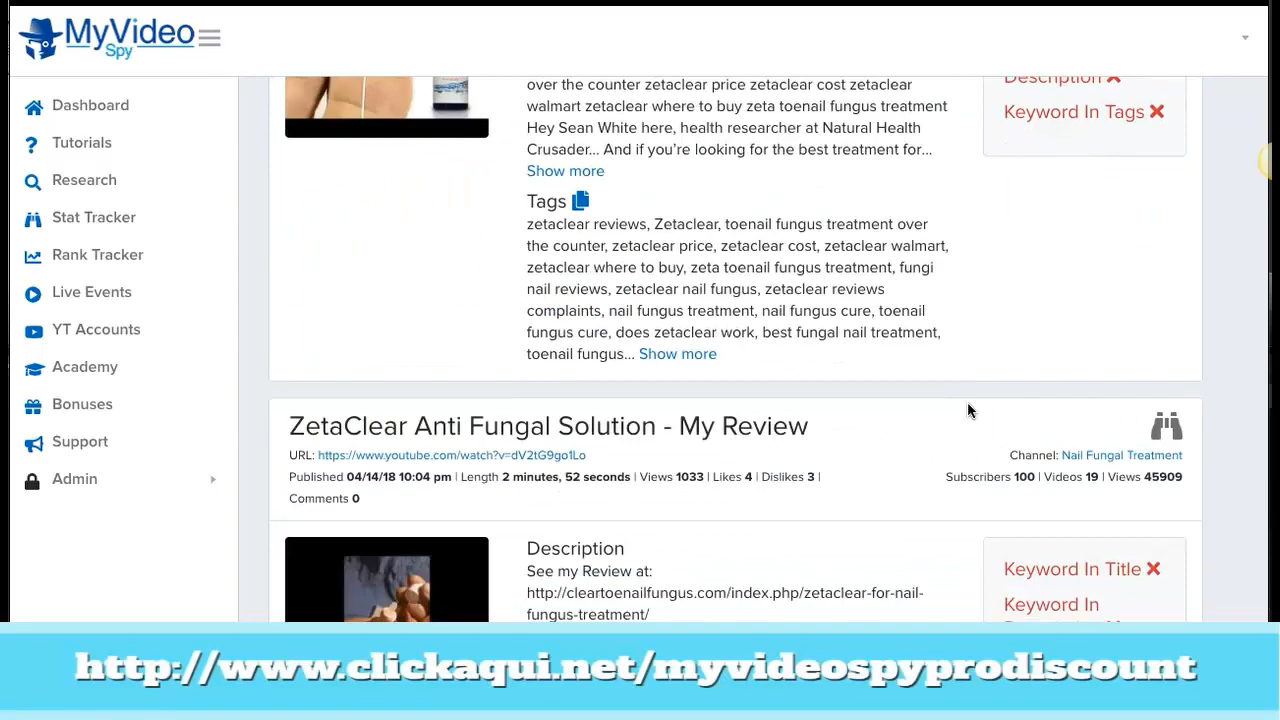 MyVideo
Spy
Dashboard
Tutorials
Research
Stat Tracker
Rank Tracker
Live Events
YT Accounts
Academy
Bonuses
Support
Admin
over the counter zetaclear price zetaclear cost zetaclear
walmart zetaclear where to buy zeta toenail fungus treatment
Hey Sean White here, health researcher at Natural Health
Crusader... And if you're looking for the best treatment for...
Show more
Tags
zetaclear reviews, Zetaclear, toenail fungus treatment over
the counter, zetaclear price, zetaclear cost, zetaclear walmart,
zetaclear where to buy, zeta toenail fungus treatment, fungi
nail reviews, zetaclear nail fungus, zetaclear reviews
complaints, nail fungus treatment, nail fungus cure, toenail
fungus cure, does zetaclear work, best fungal nail treatment,
toenail fungus... Show more
Description
Keyword In Tags
ZetaClear Anti Fungal Solution - My Review
URL: https://www.youtube.com/watch?v=dV2tG9go1Lo
Published 04/14/18 10:04 pm | Length 2 minutes, 52 seconds | Views 1033 | Likes 4 | Dislikes 3 |
Comments 0
Channel: Nail Fungal Treatment
Subscribers 100 | Videos 19 | Views 45909
Description
See my Review at:
http://cleartoenailfungus.com/index.php/zetaclear-for-nail-
fungus-treatment/
Keyword In Title
Keyword In
http://www.clickaqui.net/myvideospyprodiscount